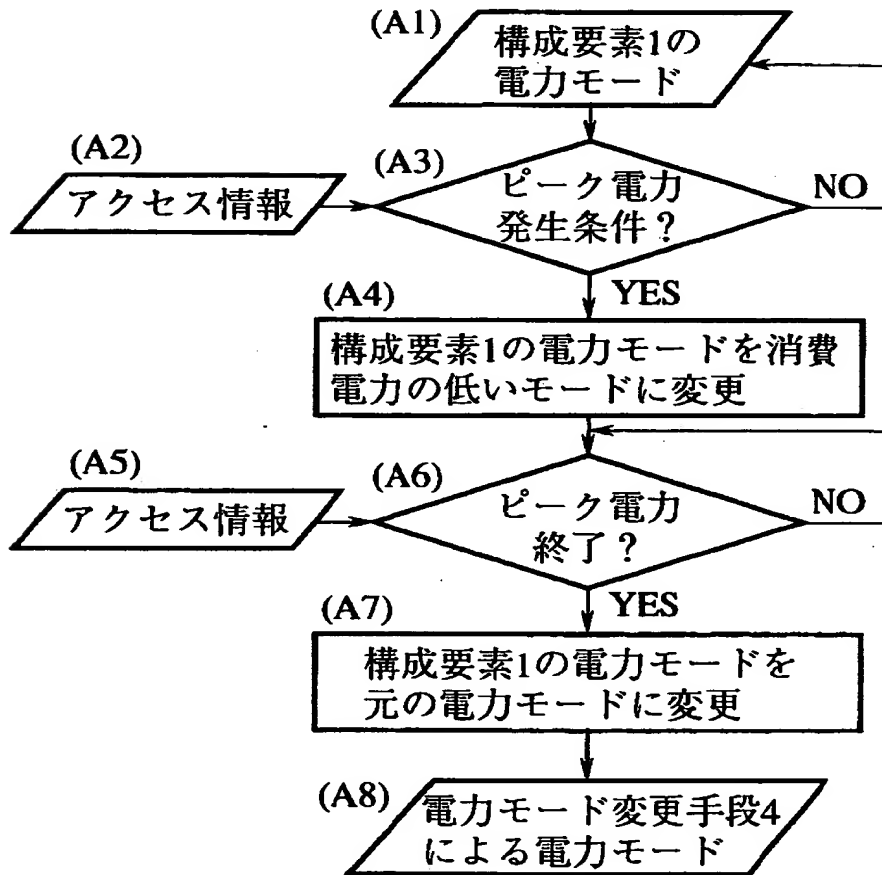 (A1)
構成要素1の
電力モード
(A2)
アクセス情報
(A3)
ピーク電力
発生条件？
NO
YES
(A4)
構成要素1の電力モードを消費
電力の低いモードに変更
(A5)
アクセス情報
(A6)
ピーク電力
終了？
NO
YES
(A7)
構成要素1の電力モードを
元の電力モードに変更
(A8)
電力モード変更手段4
による電力モード